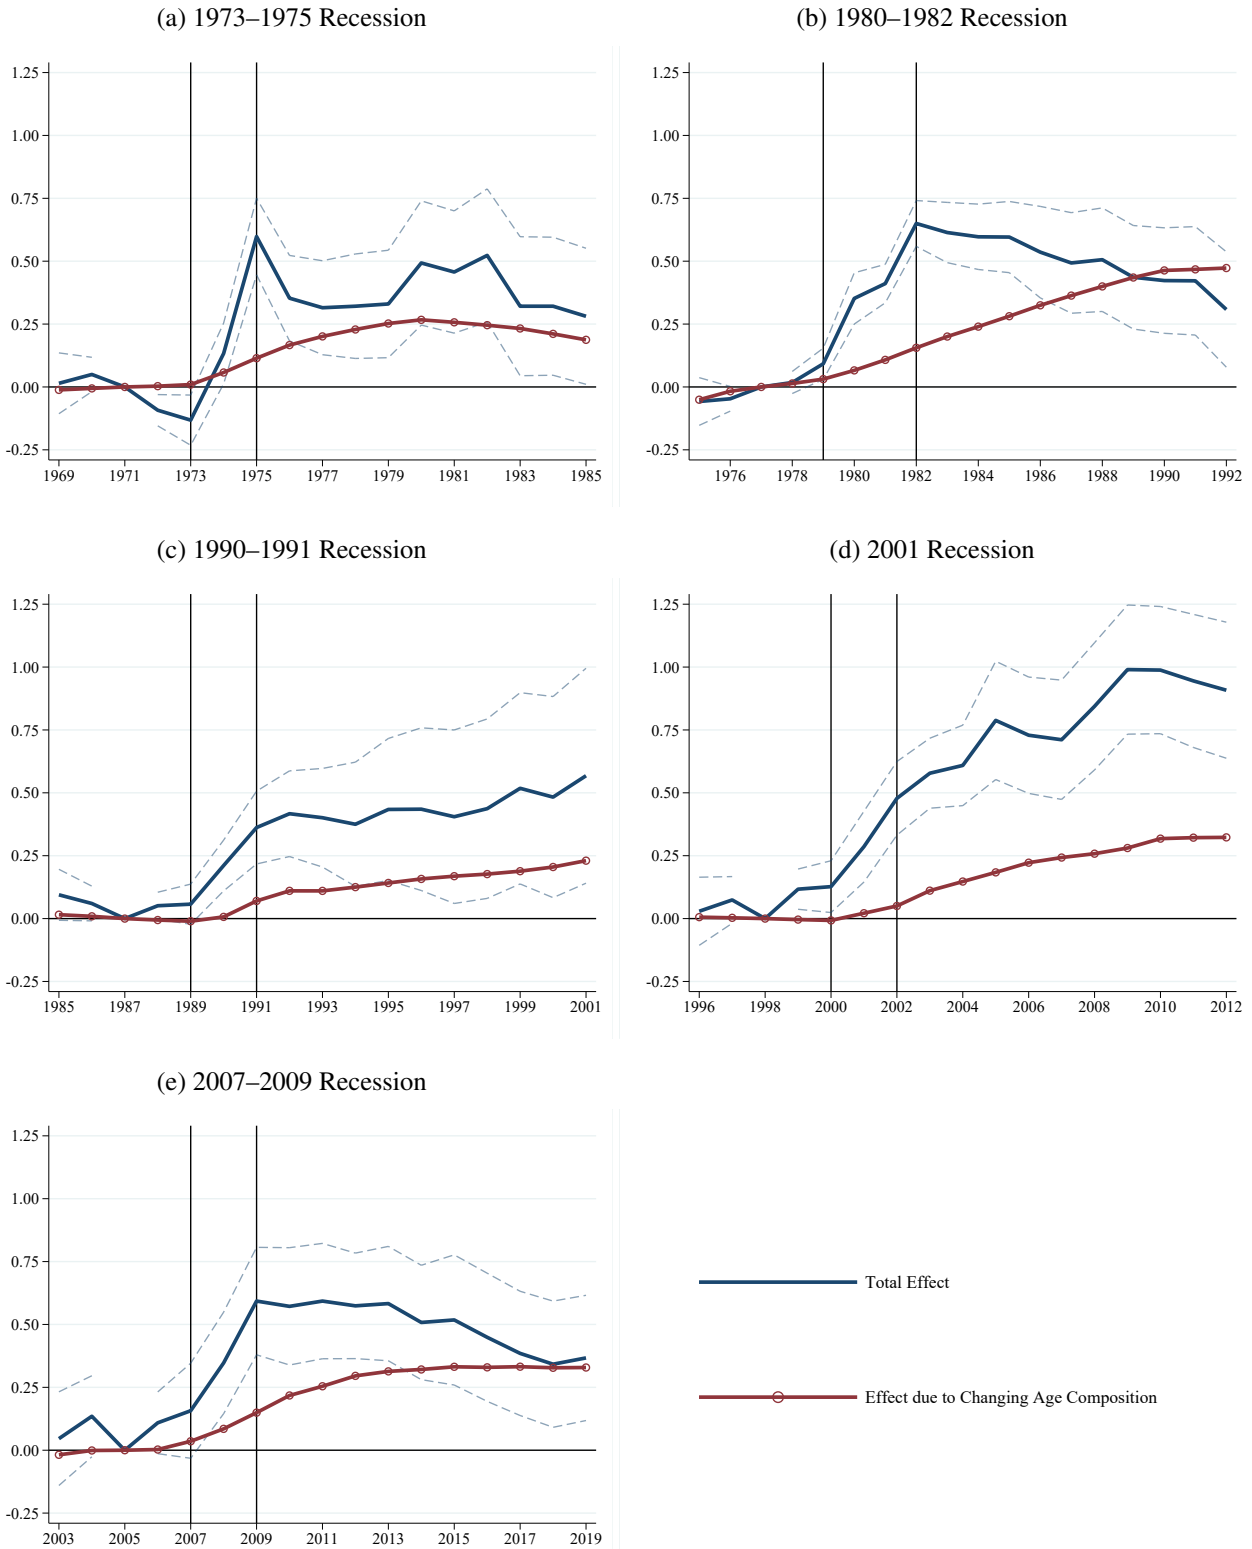 (a) 1973–1975 Recession
1.25
1.00
0.75
0.50
0.25
0.00
-0.25
1969 1971 1973 1975 1977 1979 1981 1983 1985
(b) 1980–1982 Recession
1.25
1.00
0.75
0.50
0.25
0.00
-0.25
1976 1978 1980 1982 1984 1986 1988 1990 1992
(c) 1990–1991 Recession
1.25
1.00
0.75
0.50
0.25
0.00
-0.25
1985 1987 1989 1991 1993 1995 1997 1999 2001
(d) 2001 Recession
1.25
1.00
0.75
0.50
0.25
0.00
-0.25
1996 1998 2000 2002 2004 2006 2008 2010 2012
(e) 2007–2009 Recession
1.25
1.00
0.75
0.50
0.25
0.00
-0.25
2003 2005 2007 2009 2011 2013 2015 2017 2019
Total Effect
Effect due to Changing Age Composition